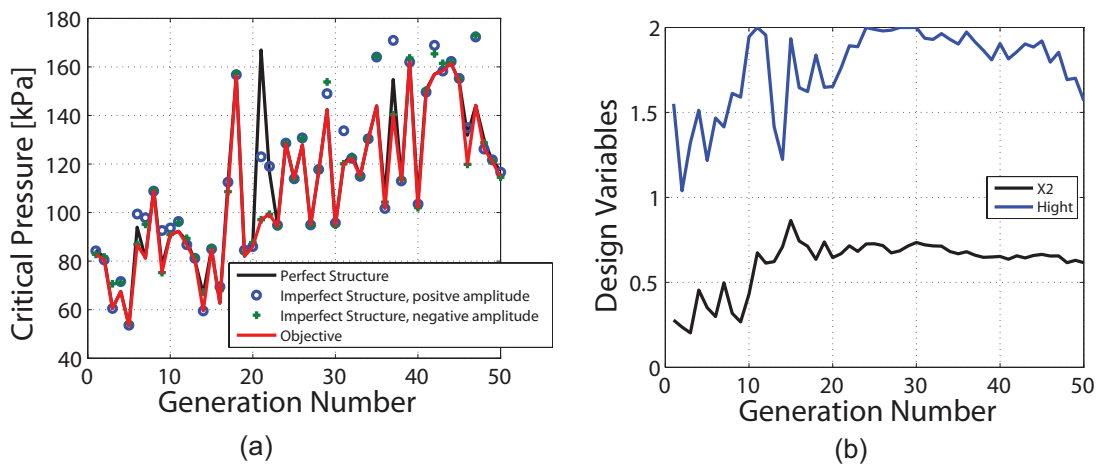 Critical Pressure [kPa]
180
160
140
120
100
80
60
40
0
10
20
30
40
50
Perfect Structure
Imperfect Structure, positve amplitude
Imperfect Structure, negative amplitude
Objective
Generation Number
(a)
Design Variables
2
1.5
1
0.5
0
0
10
20
30
40
50
X2
Hight
Generation Number
(b)